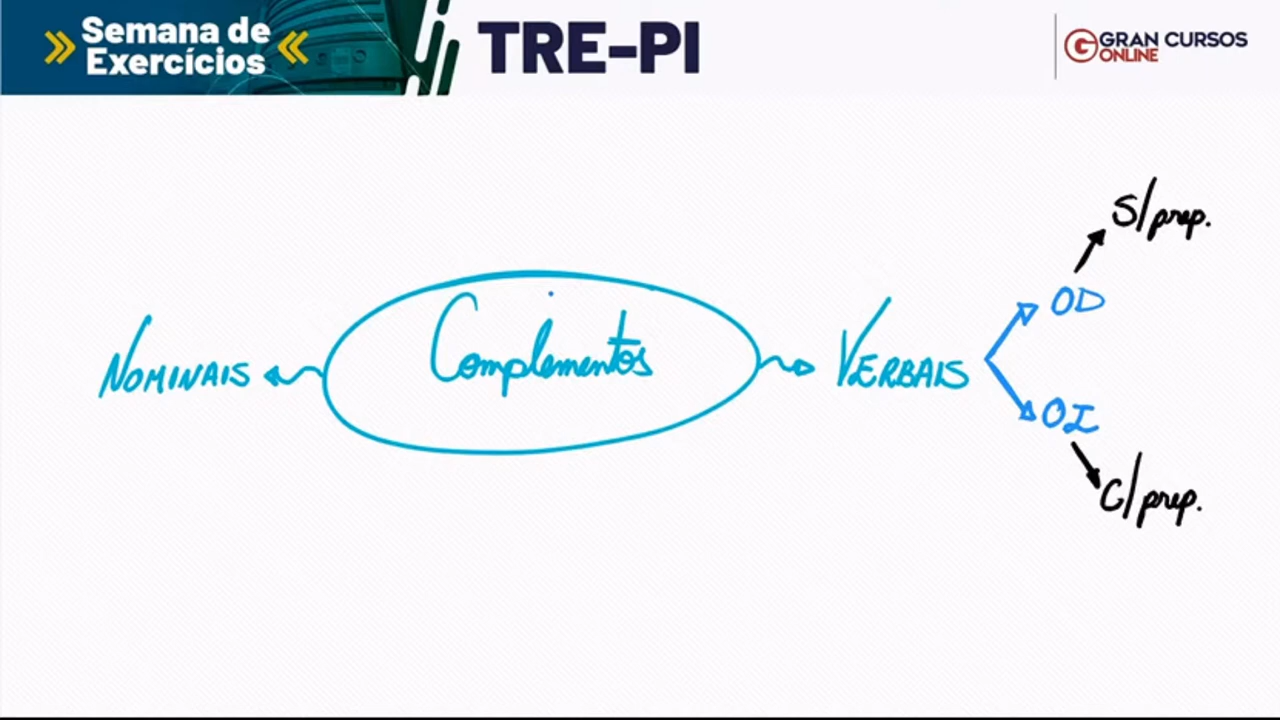 Semana de
Exercícios
TRE-PI
GRAN CURSOS
ONLINE
S/prep.
OD
NOMINAIS
Complementos
VERBAIS
OI
C/prep.